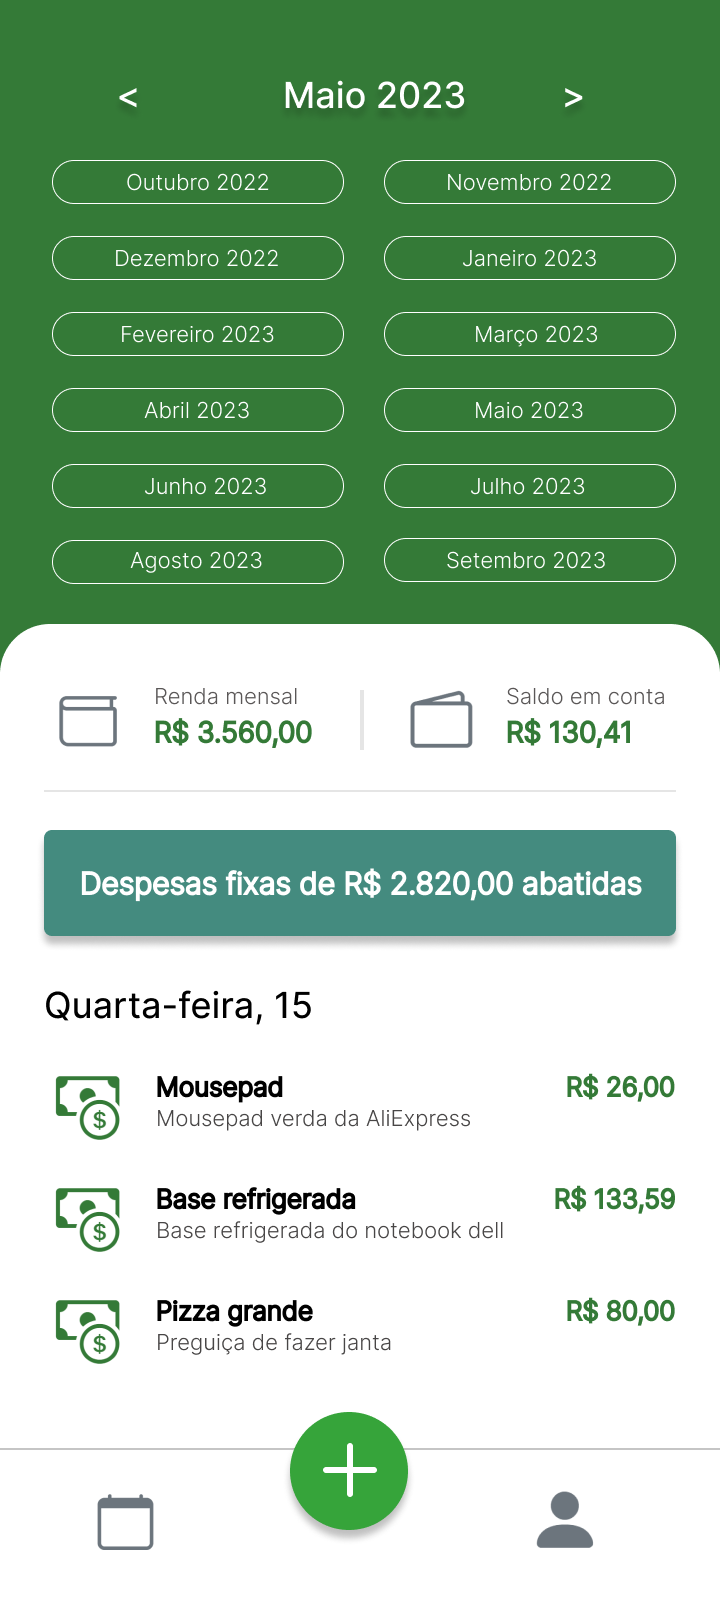 < Maio 2023 >
Outubro 2022 Novembro 2022
Dezembro 2022 Janeiro 2023
Fevereiro 2023 Março 2023
Abril 2023 Maio 2023
Junho 2023 Julho 2023
Agosto 2023 Setembro 2023
Renda mensal Saldo em conta
R$ 3.560,00 R$ 130,41
Despesas fixas de R$ 2.820,00 abatidas
Quarta-feira, 15
Mousepad R$ 26,00
Mousepad verda da AliExpress
$
Base refrigerada R$ 133,59
Base refrigerada do notebook dell
$
Pizza grande R$ 80,00
Preguiça de fazer janta
$